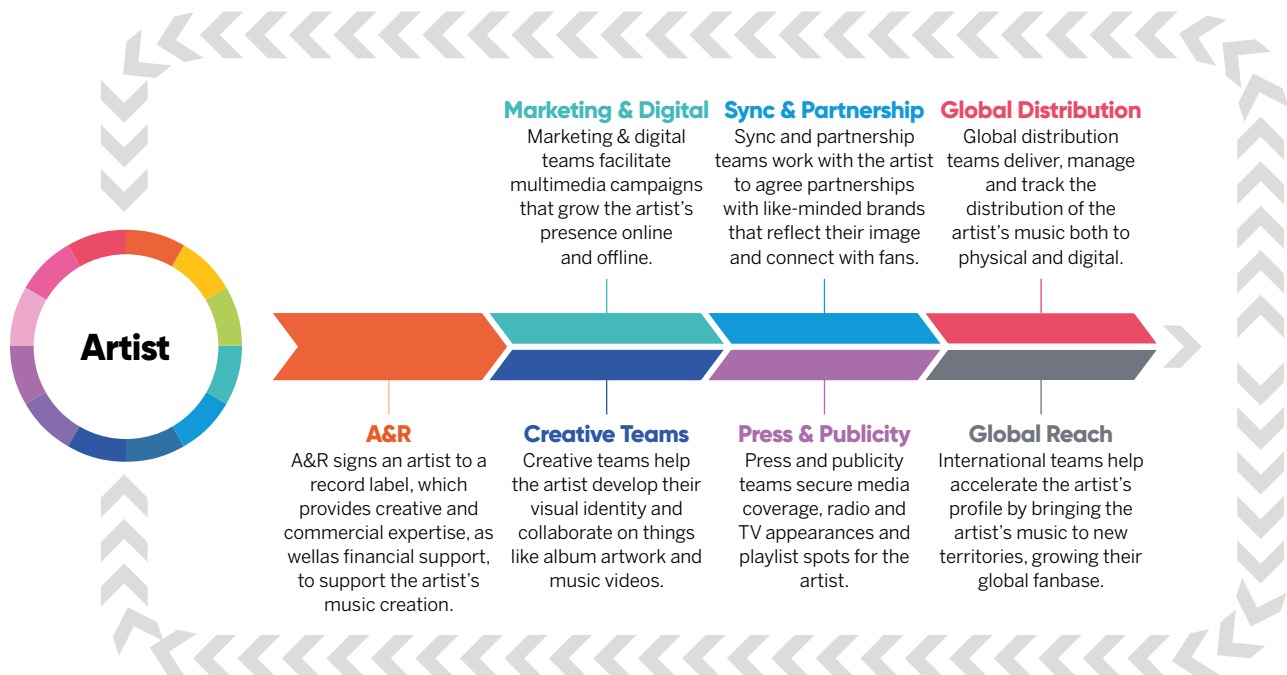 Marketing & Digital
Marketing & digital
teams facilitate
multimedia campaigns
that grow the artist's
presence online
and offline.
Sync & Partnership
Sync and partnership
teams work with the artist
to agree partnerships
with like-minded brands
that reflect their image
and connect with fans.
Global Distribution
Global distribution
teams deliver, manage
and track the
distribution of the
artist's music both to
physical and digital.
Artist
A&R
A&R signs an artist to a
record label, which
provides creative and
commercial expertise, as
wellas financial support,
to support the artist's
music creation.
Creative Teams
Creative teams help
the artist develop their
visual identity and
collaborate on things
like album artwork and
music videos.
Press & Publicity
Press and publicity
teams secure media
coverage, radio and
TV appearances and
playlist spots for the
artist.
Global Reach
International teams help
accelerate the artist's
profile by bringing the
artist's music to new
territories, growing their
global fanbase.